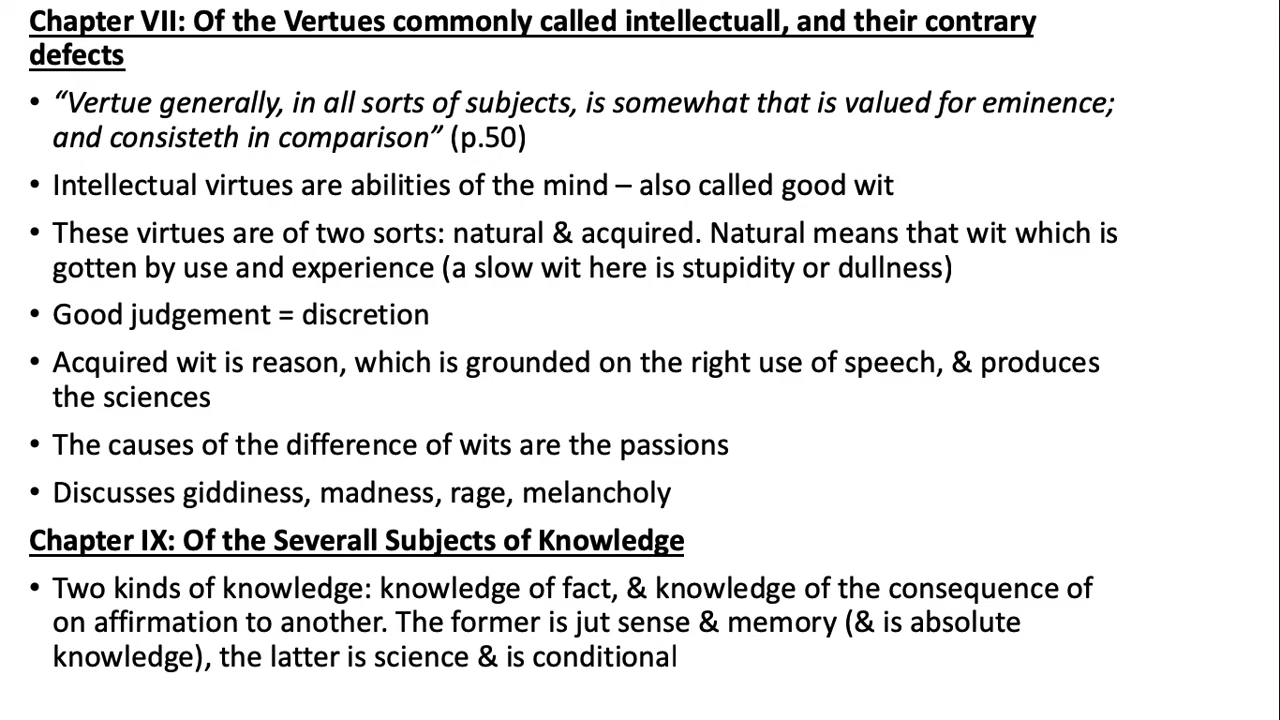 Chapter VII: Of the Vertues commonly called intellectuall, and their contrary
defects
• “Vertue generally, in all sorts of subjects, is somewhat that is valued for eminence;
and consisteth in comparison” (p.50)
• Intellectual virtues are abilities of the mind – also called good wit
• These virtues are of two sorts: natural & acquired. Natural means that wit which is
gotten by use and experience (a slow wit here is stupidity or dullness)
• Good judgement = discretion
• Acquired wit is reason, which is grounded on the right use of speech, & produces
the sciences
• The causes of the difference of wits are the passions
• Discusses giddiness, madness, rage, melancholy
Chapter IX: Of the Severall Subjects of Knowledge
• Two kinds of knowledge: knowledge of fact, & knowledge of the consequence of
on affirmation to another. The former is jut sense & memory (& is absolute
knowledge), the latter is science & is conditional